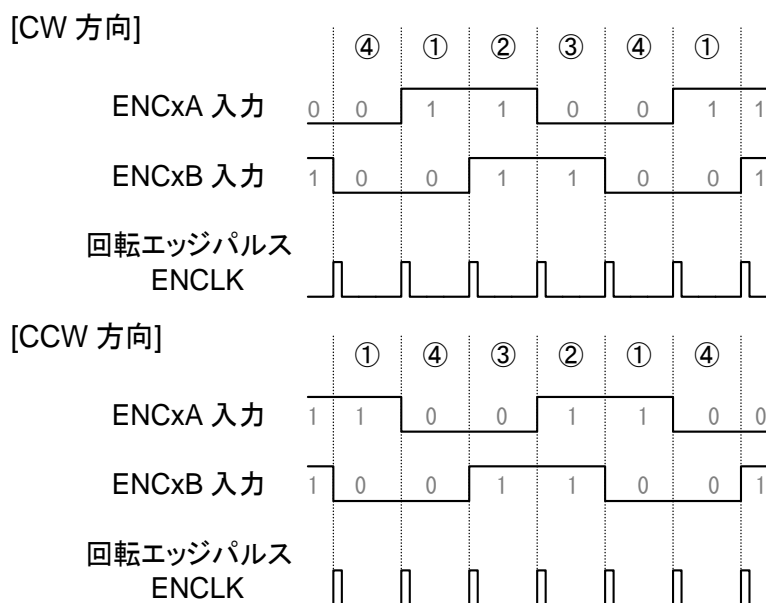 [CW 方向]
④ ① ② ③ ④ ①
ENCxA 入力 0 0 1 1 0 0 1 1
ENCxB 入力 1 0 0 1 1 0 0 1
回転エッジパルス
ENCLK
[CCW 方向]
① ④ ③ ② ① ④
ENCxA 入力 1 1 0 0 1 1 0 0
ENCxB 入力 1 0 0 1 1 0 0 1
回転エッジパルス
ENCLK